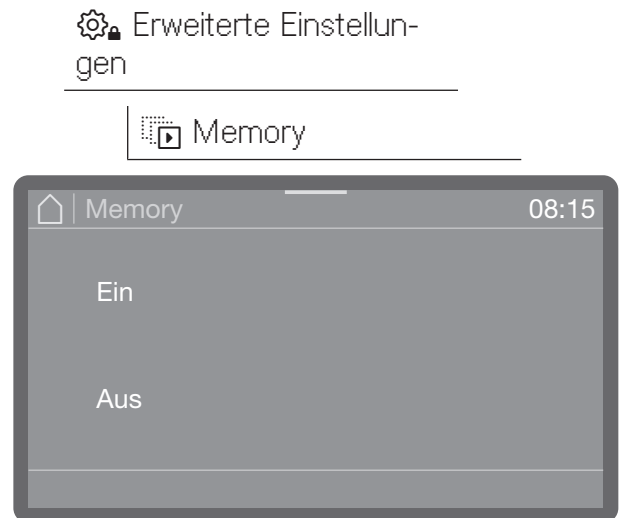 Erweiterte Einstellun-
gen
Memory
Memory 08:15
Ein
Aus